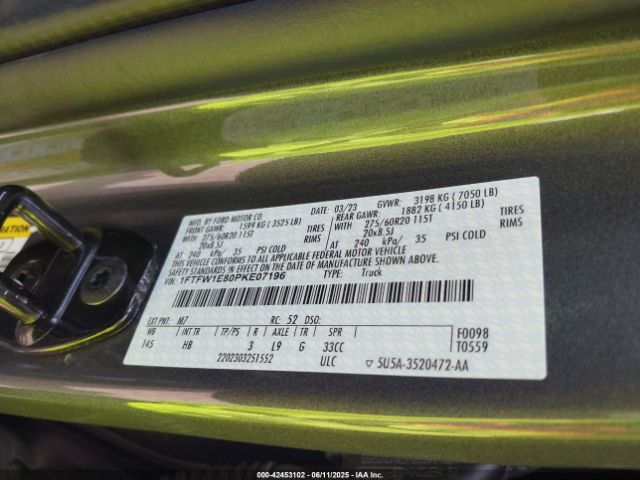 MFD. BY FORD MOTOR CO.
DATE: 03/23 GVWR: 3198 KG ( 7050 LB)
FRONT GAWR: 1599 KG ( 3525 LB) REAR GAWR: 1882 KG ( 4150 LB)
275/60R20 115T TIRES 275/60R20 115T TIRES
20x8.5J RIMS 20x8.5J RIMS
AT 240 kPa/ 35 PSI COLD AT 240 kPa/ 35 PSI COLD
THIS VEHICLE CONFORMS TO ALL APPLICABLE FEDERAL MOTOR VEHICLE
SAFETY AND THEFT PREVENTION STANDARDS IN EFFECT ON THE DATE OF MANUFACTURE SHOWN ABOVE.
VIN: 1FTFW1E80PKE07196 TYPE: Truck
EXT PNT: M7 RC: 52 DSO: F0098
WB INT TR TP/PS R AXLE TR SPR T0559
145 HB 3 L9 G 33CC
2202303251552 ULC 5U5A-3520472-AA
MATION
000-42453102 - 06/11/2025 - IAA, Inc.